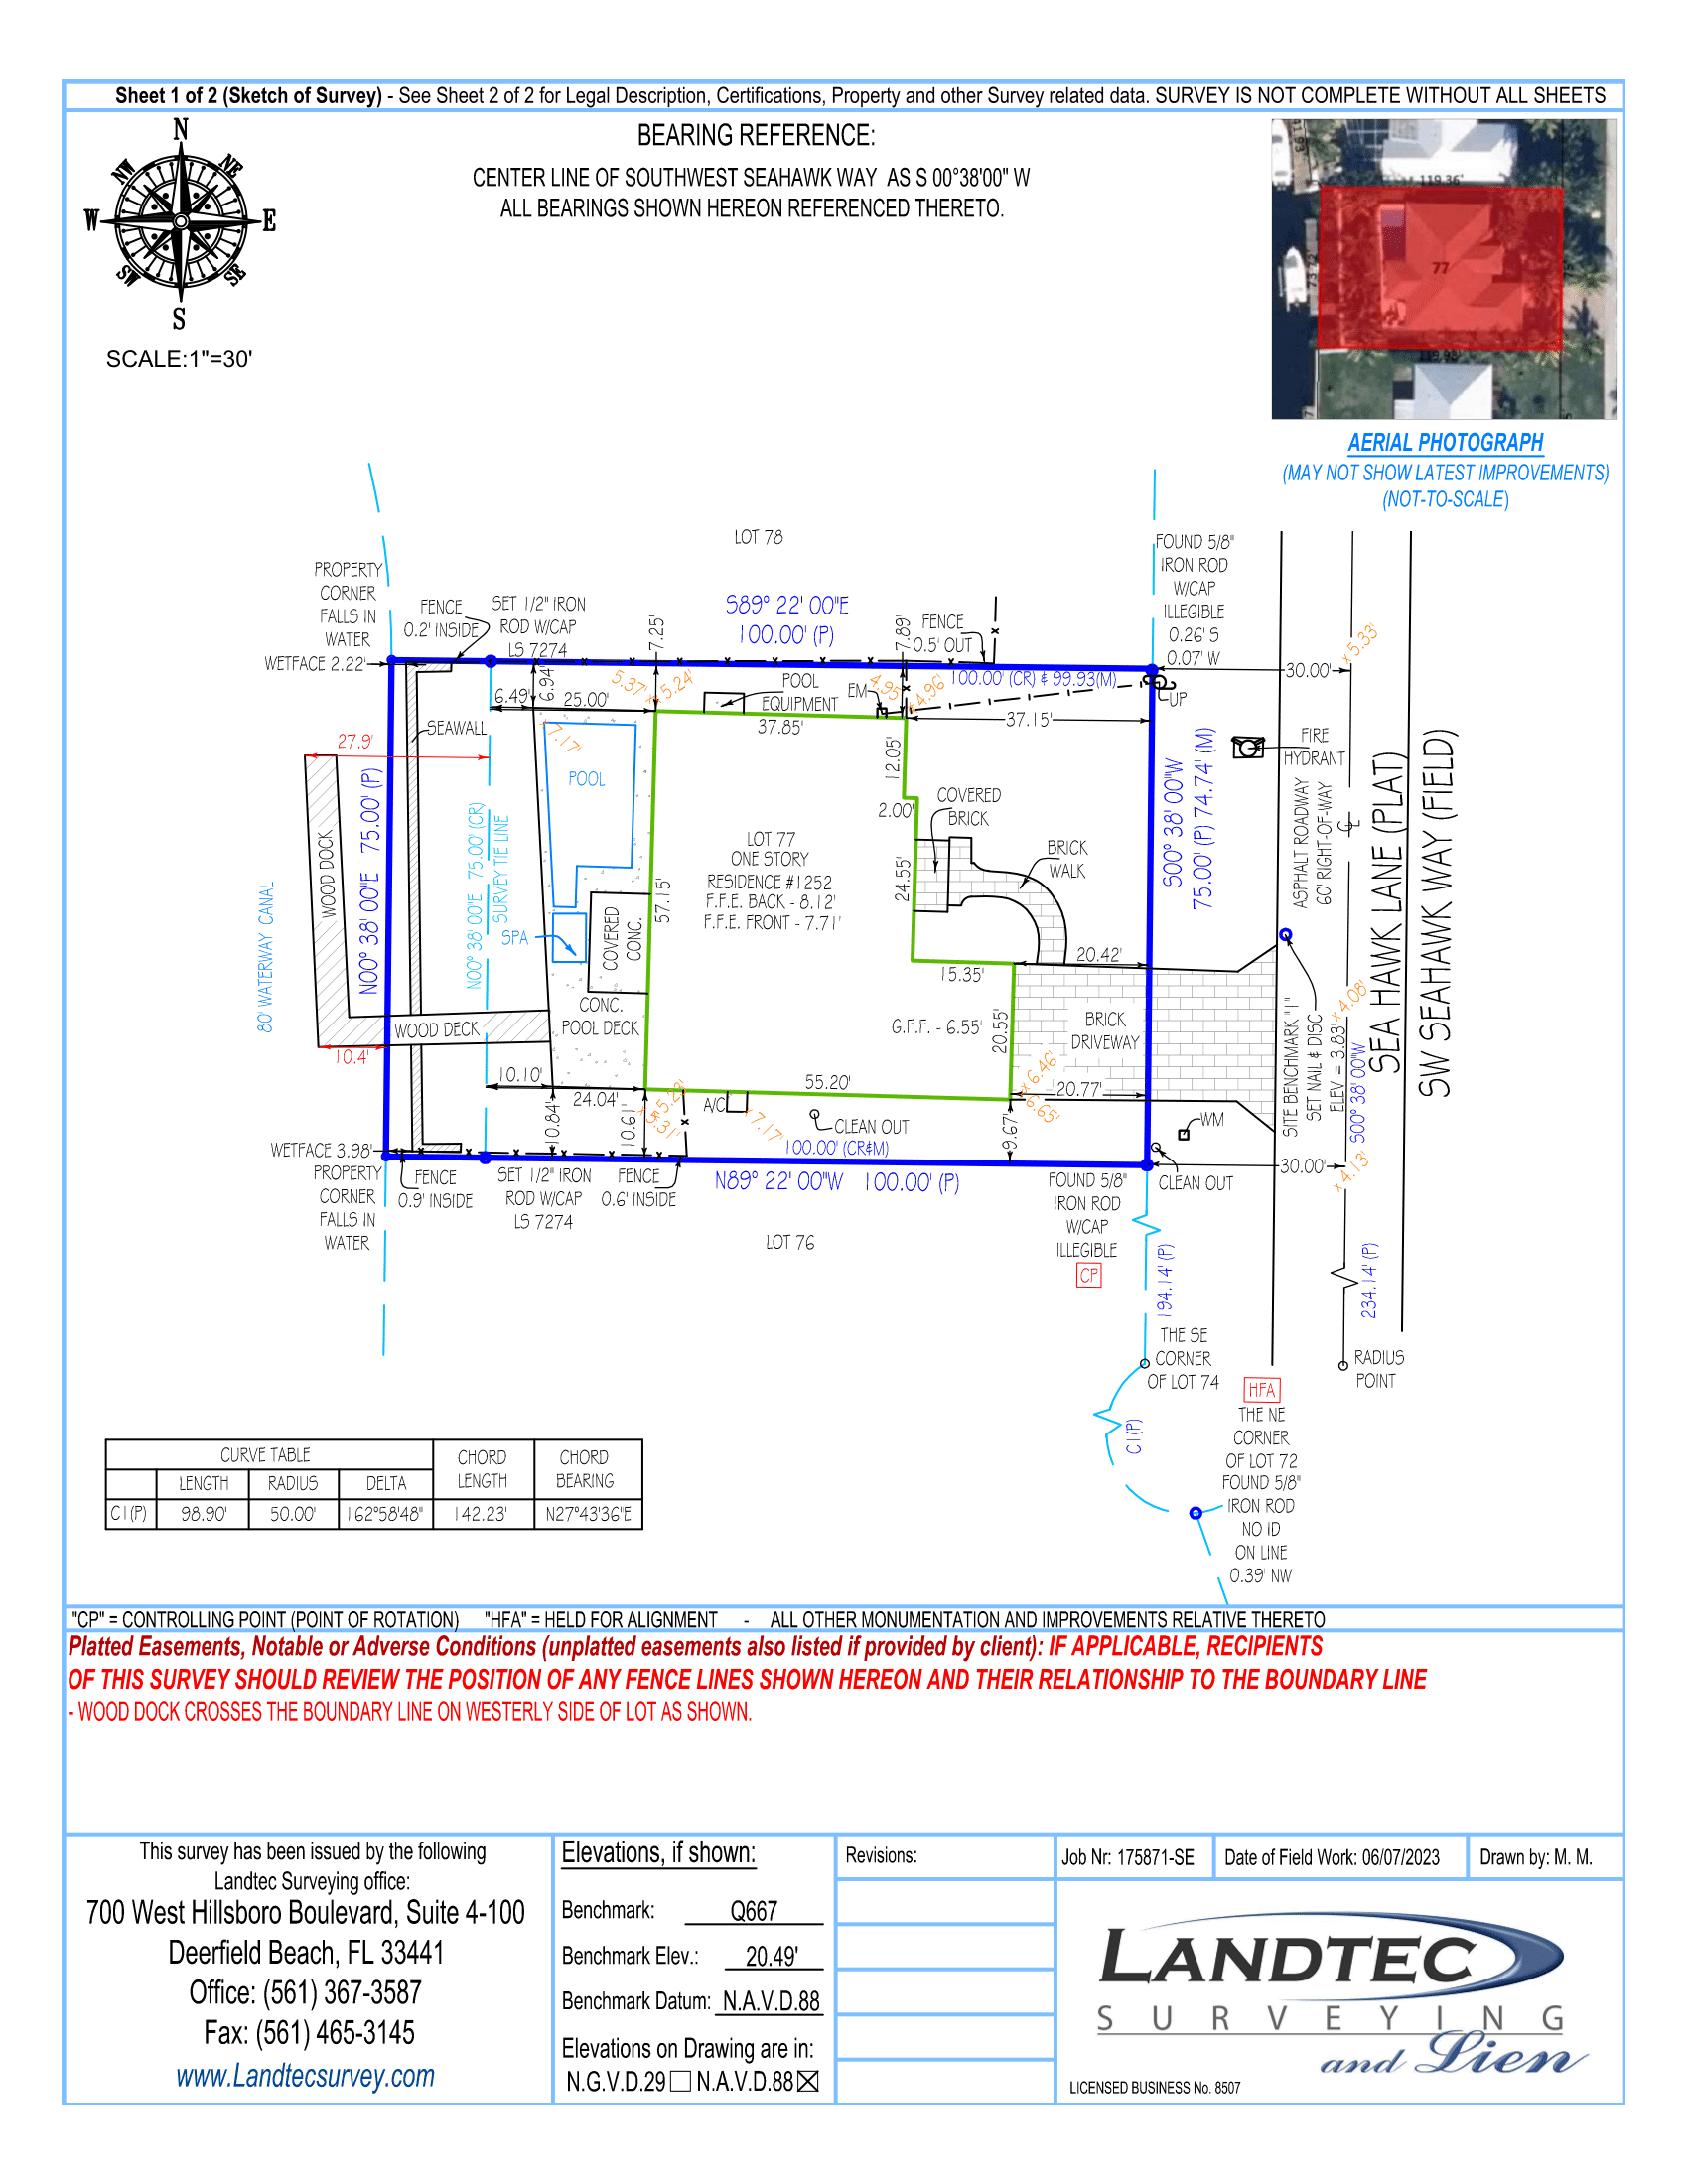 Sheet 1 of 2 (Sketch of Survey) - See Sheet 2 of 2 for Legal Description, Certifications, Property and other Survey related data. SURVEY IS NOT COMPLETE WITHOUT ALL SHEETS
N
NW
NE
W
E
SW
SE
S
SCALE:1"=30'
BEARING REFERENCE:
CENTER LINE OF SOUTHWEST SEAHAWK WAY AS S 00°38'00" W
ALL BEARINGS SHOWN HEREON REFERENCED THERETO.
119.36'
77
119.98'
AERIAL PHOTOGRAPH
(MAY NOT SHOW LATEST IMPROVEMENTS)
(NOT-TO-SCALE)
LOT 78
PROPERTY
CORNER
FALLS IN
WATER
WETFACE 2.22'
FENCE
0.2' INSIDE
SET 1/2" IRON
ROD W/CAP
LS 7274
S89° 22' 00"E
100.00' (P)
7.25'
7.89'
FENCE
0.5' OUT
FOUND 5/8"
IRON ROD
W/CAP
ILLEGIBLE
0.26' S
0.07' W
30.00'
x 5.33'
6.49'
6.94'
25.00'
5.37'
x 5.24'
POOL
EQUIPMENT
EM
4.95'
x 4.96'
100.00' (CR) & 99.93(M)
UP
37.85'
37.15'
SEAWALL
27.9'
x 7.17'
POOL
12.05'
2.00'
COVERED
BRICK
BRICK
WALK
FIRE
HYDRANT
WOOD DOCK
N00° 38' 00"E 75.00' (P)
N00° 38' 00"E 75.00' (CR)
SURVEY TIE LINE
80' WATERWAY CANAL
LOT 77
ONE STORY
RESIDENCE #1252
F.F.E. BACK - 8.12'
F.F.E. FRONT - 7.71'
57.15'
24.55'
S00° 38' 00"W
75.00' (P) 74.74' (M)
ASPHALT ROADWAY
60' RIGHT-OF-WAY
CL
SEA HAWK LANE (PLAT)
SW SEAHAWK WAY (FIELD)
SPA
COVERED
CONC.
CONC.
POOL DECK
WOOD DECK
10.4'
15.35'
20.42'
G.F.F. - 6.55'
20.55'
BRICK
DRIVEWAY
SITE BENCHMARK "1"
SET NAIL & DISC
ELEV = 3.83'
x 4.08'
S00° 38' 00"W
10.10'
24.04'
10.84'
10.61'
x 5.28'
x 5.31'
A/C
x 7.17'
55.20'
CLEAN OUT
x 6.46'
x 6.65'
20.77'
9.67'
WM
100.00' (CR&M)
WETFACE 3.98'
PROPERTY
CORNER
FALLS IN
WATER
FENCE
0.9' INSIDE
SET 1/2" IRON
ROD W/CAP
LS 7274
FENCE
0.6' INSIDE
N89° 22' 00"W 100.00' (P)
LOT 76
FOUND 5/8"
IRON ROD
W/CAP
ILLEGIBLE
CP
CLEAN OUT
30.00'
x 4.13'
194.14' (P)
234.14' (P)
THE SE
CORNER
OF LOT 74
RADIUS
POINT
C1(P)
HFA
THE NE
CORNER
OF LOT 72
FOUND 5/8"
IRON ROD
NO ID
ON LINE
0.39' NW
CURVE TABLE
CHORD
LENGTH
CHORD
BEARING
LENGTH
RADIUS
DELTA
C1(P)
98.90'
50.00'
162°58'48"
142.23'
N27°43'36"E
"CP" = CONTROLLING POINT (POINT OF ROTATION) "HFA" = HELD FOR ALIGNMENT - ALL OTHER MONUMENTATION AND IMPROVEMENTS RELATIVE THERETO
Platted Easements, Notable or Adverse Conditions (unplatted easements also listed if provided by client): IF APPLICABLE, RECIPIENTS
OF THIS SURVEY SHOULD REVIEW THE POSITION OF ANY FENCE LINES SHOWN HEREON AND THEIR RELATIONSHIP TO THE BOUNDARY LINE
- WOOD DOCK CROSSES THE BOUNDARY LINE ON WESTERLY SIDE OF LOT AS SHOWN.
This survey has been issued by the following
Landtec Surveying office:
700 West Hillsboro Boulevard, Suite 4-100
Deerfield Beach, FL 33441
Office: (561) 367-3587
Fax: (561) 465-3145
www.Landtecsurvey.com
Elevations, if shown:
Benchmark: Q667
Benchmark Elev.: 20.49'
Benchmark Datum: N.A.V.D.88
Elevations on Drawing are in:
N.G.V.D.29 N.A.V.D.88
Revisions:
Job Nr: 175871-SE
Date of Field Work: 06/07/2023
Drawn by: M. M.
LANDTEC
SURVEYING
and Lien
LICENSED BUSINESS No. 8507